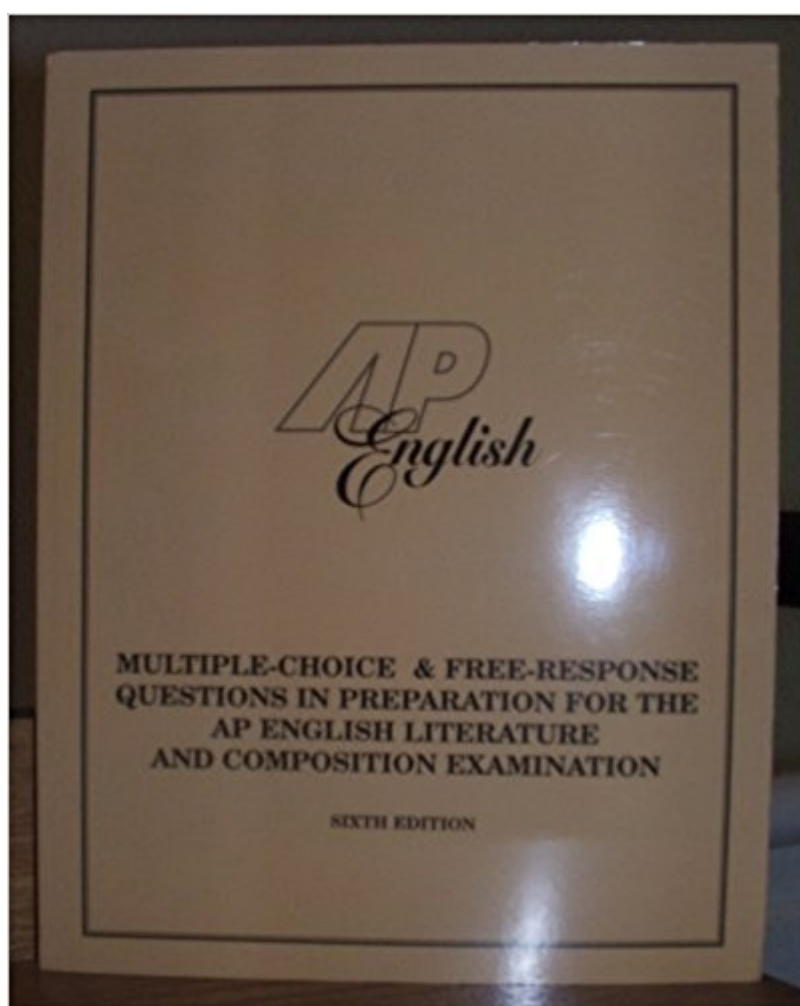 AP
English
MULTIPLE-CHOICE & FREE-RESPONSE
QUESTIONS IN PREPARATION FOR THE
AP ENGLISH LITERATURE
AND COMPOSITION EXAMINATION
SIXTH EDITION